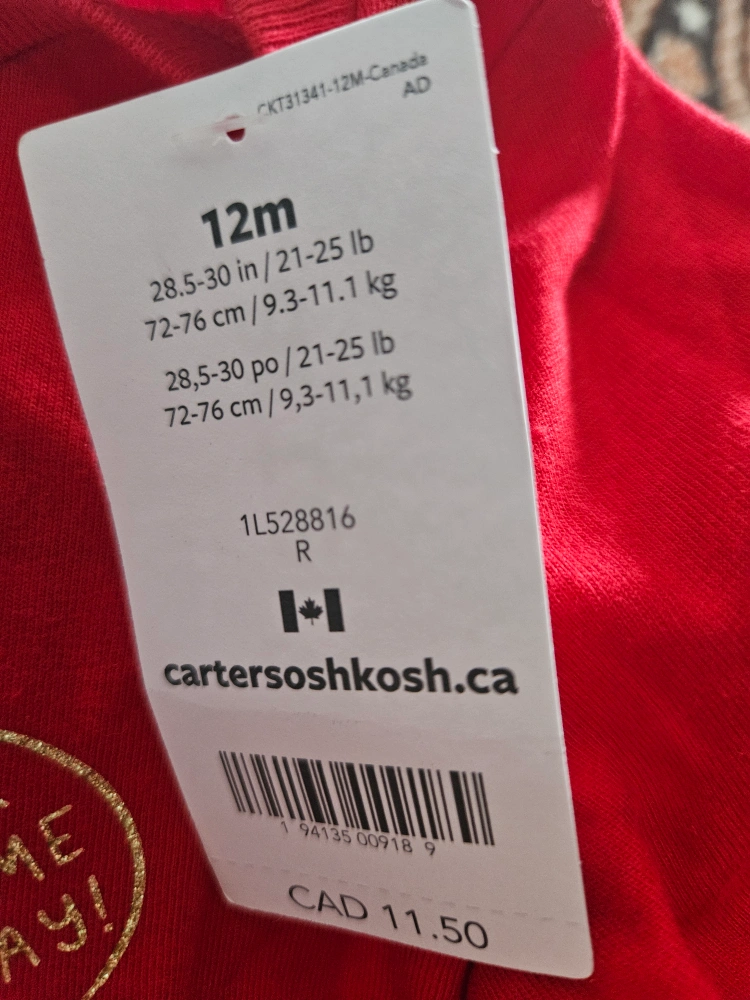 CKT31341-12M-Canada
AD
12m
28.5-30 in / 21-25 lb
72-76 cm / 9.3-11.1 kg
28,5-30 po / 21-25 lb
72-76 cm / 9,3-11,1 kg
1L528816
R
cartersoshkosh.ca
1 94135 00918 9
CAD 11.50
ME
AY!